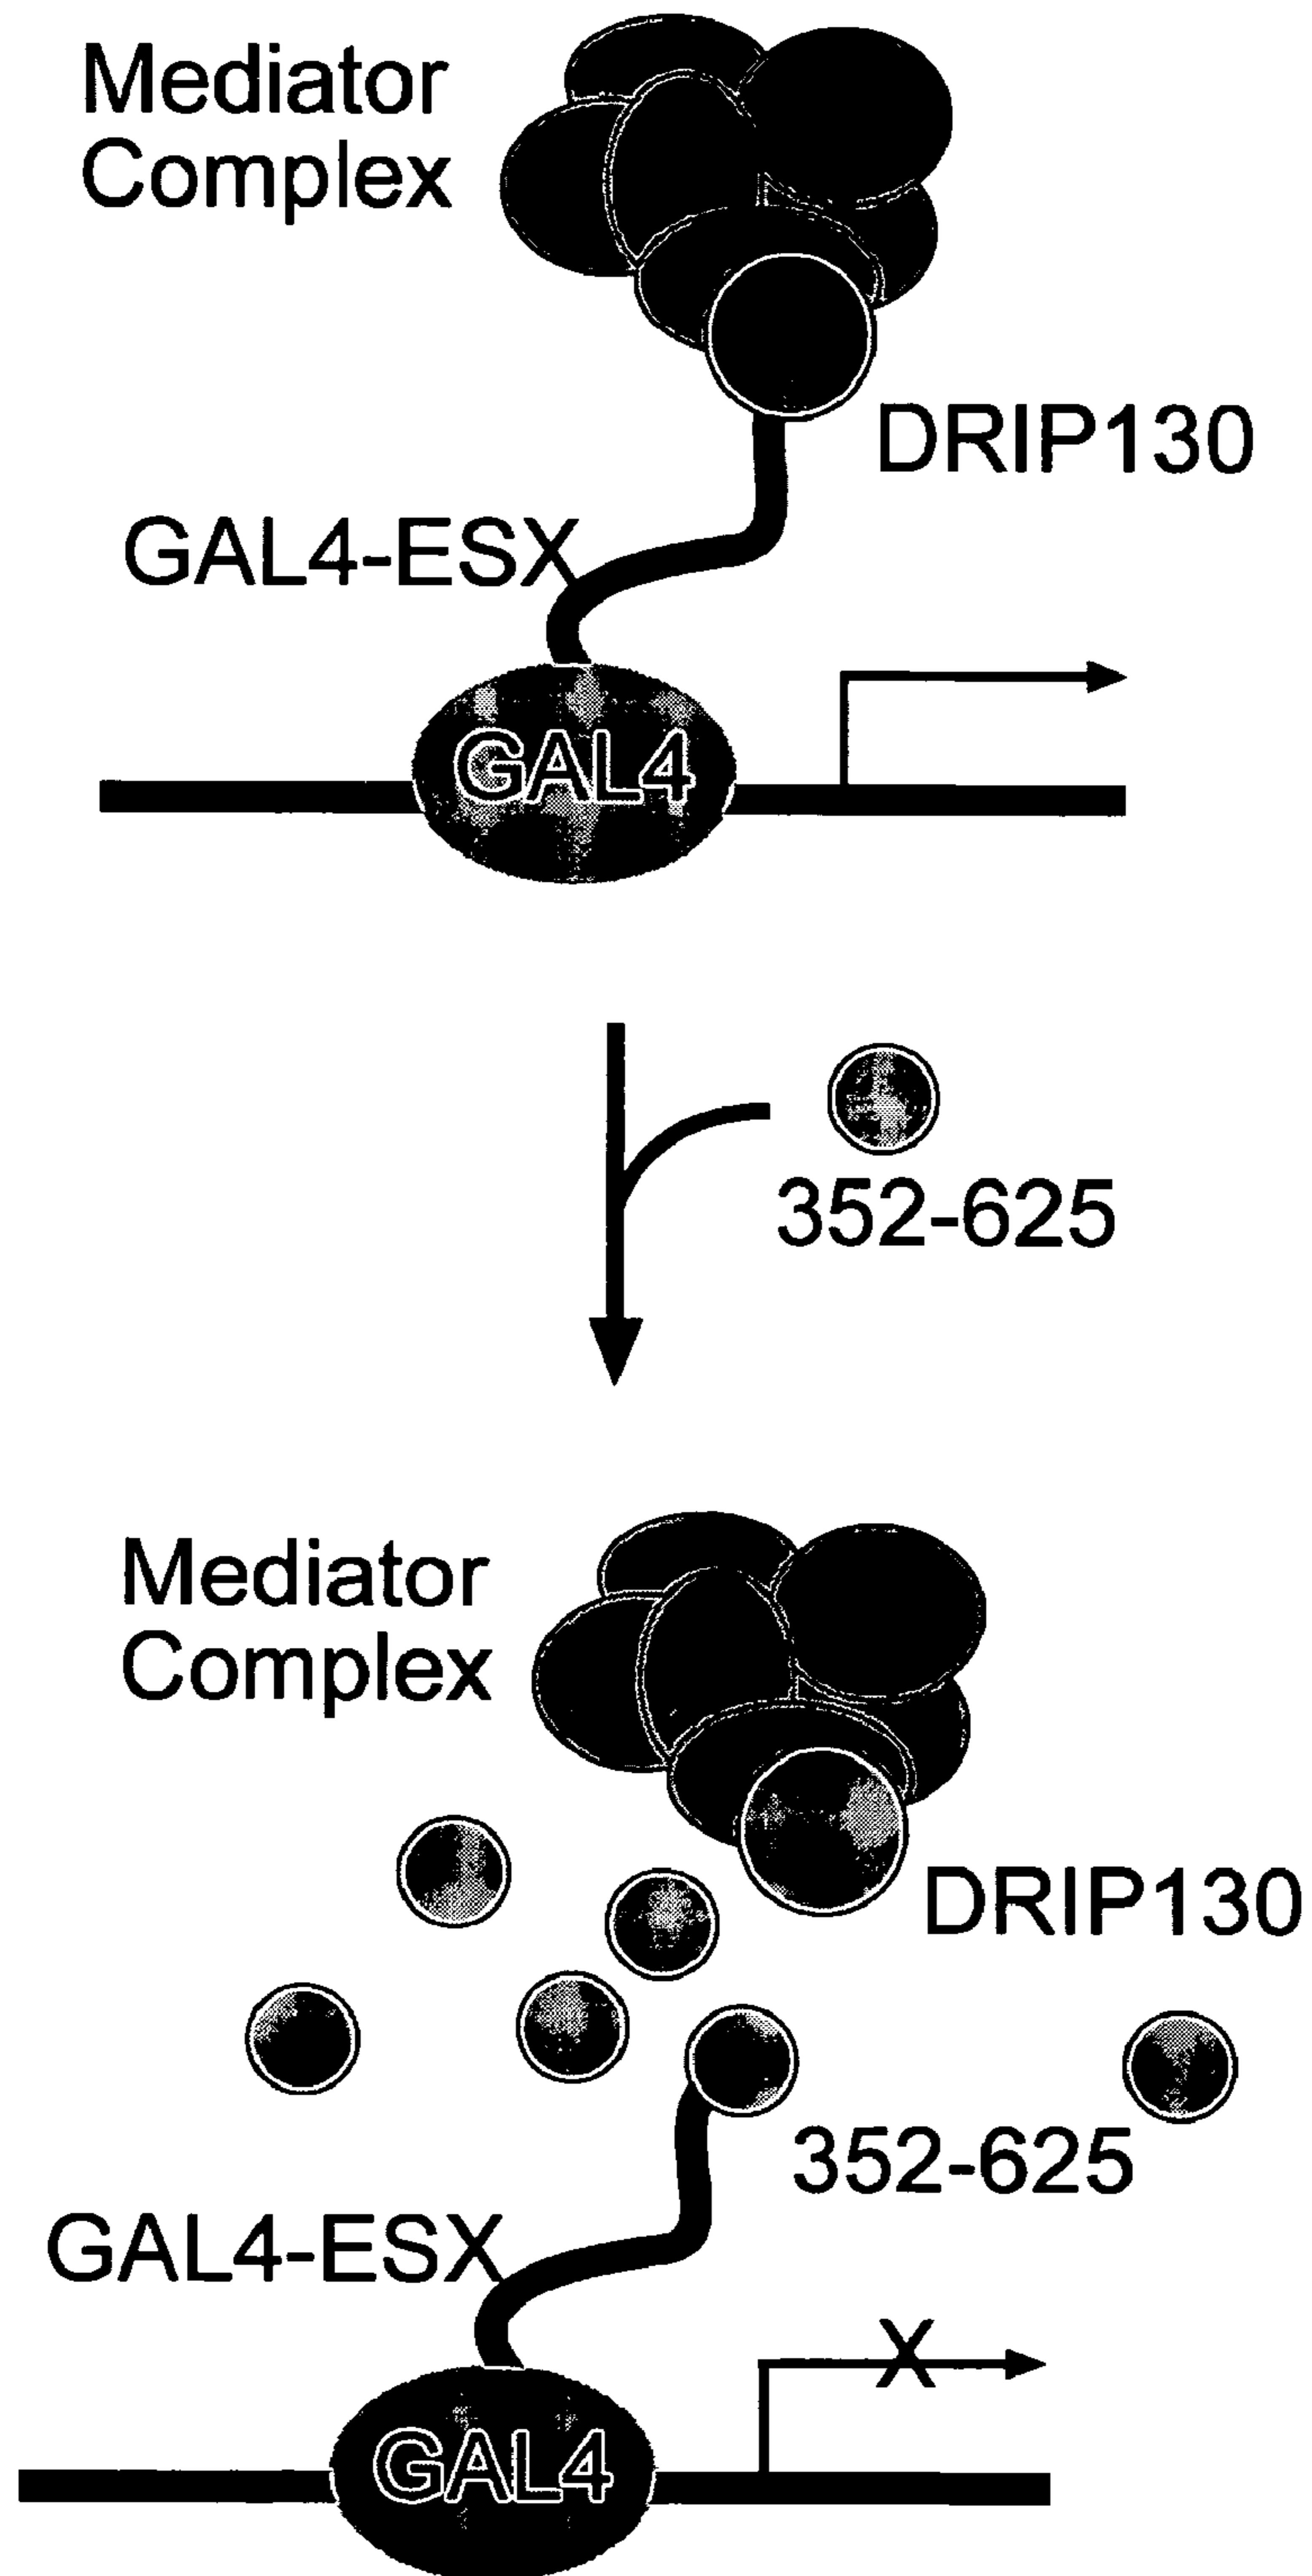 Mediator
Complex
DRIP130
GAL4-ESX
GAL4
352-625
Mediator
Complex
DRIP130
352-625
GAL4-ESX
X
GAL4